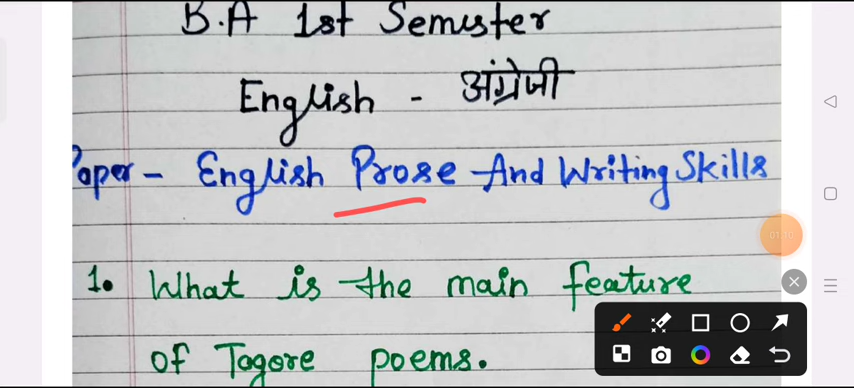 B.A 1st Semester
English - अंग्रेजी
Paper - English Prose And Writing Skills
1. What is the main feature
of Tagore poems.